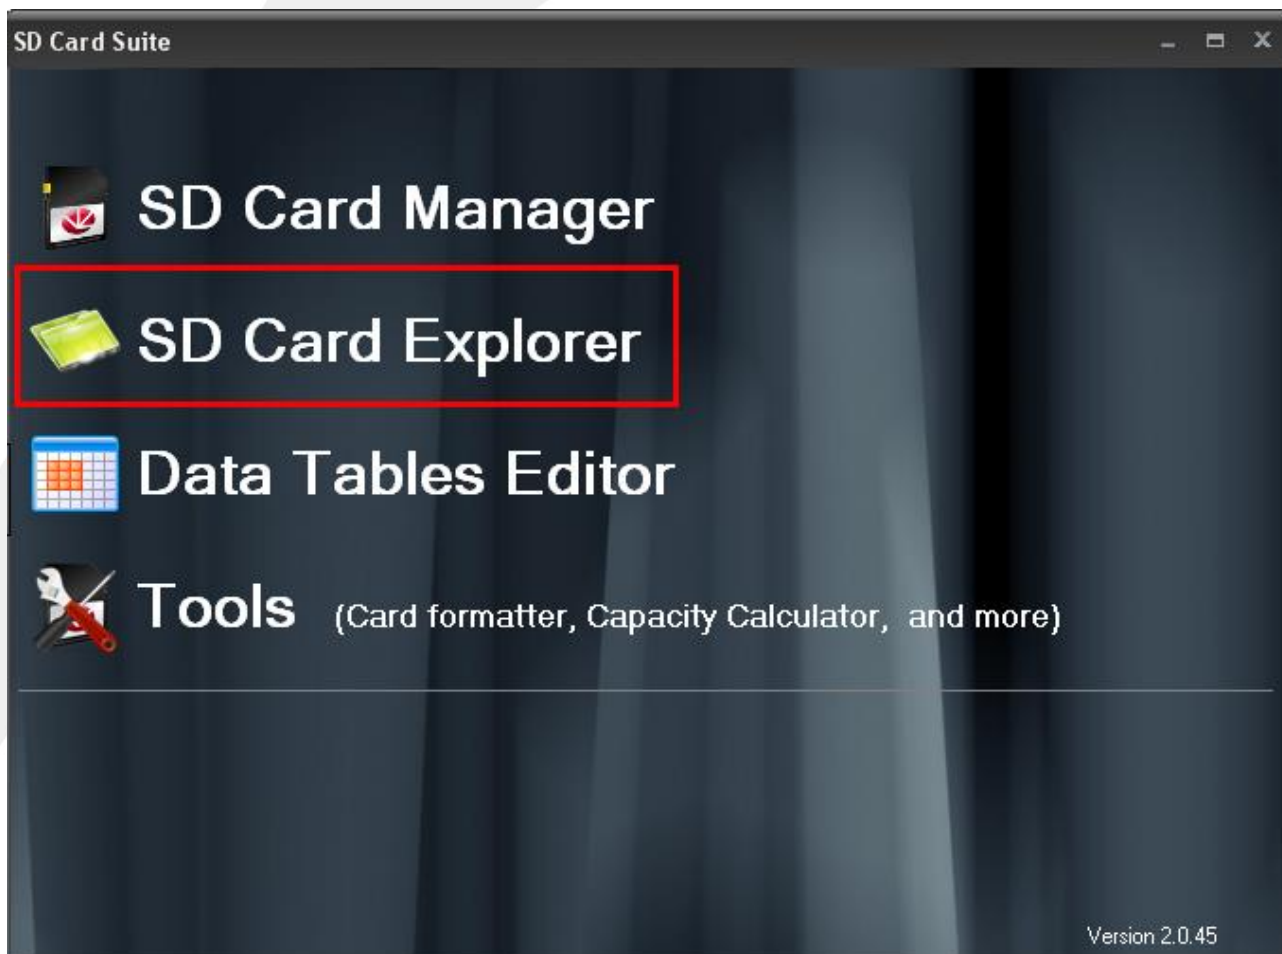 SD Card Suite
SD Card Manager
SD Card Explorer
Data Tables Editor
Tools (Card formatter, Capacity Calculator, and more)
Version 2.0.45